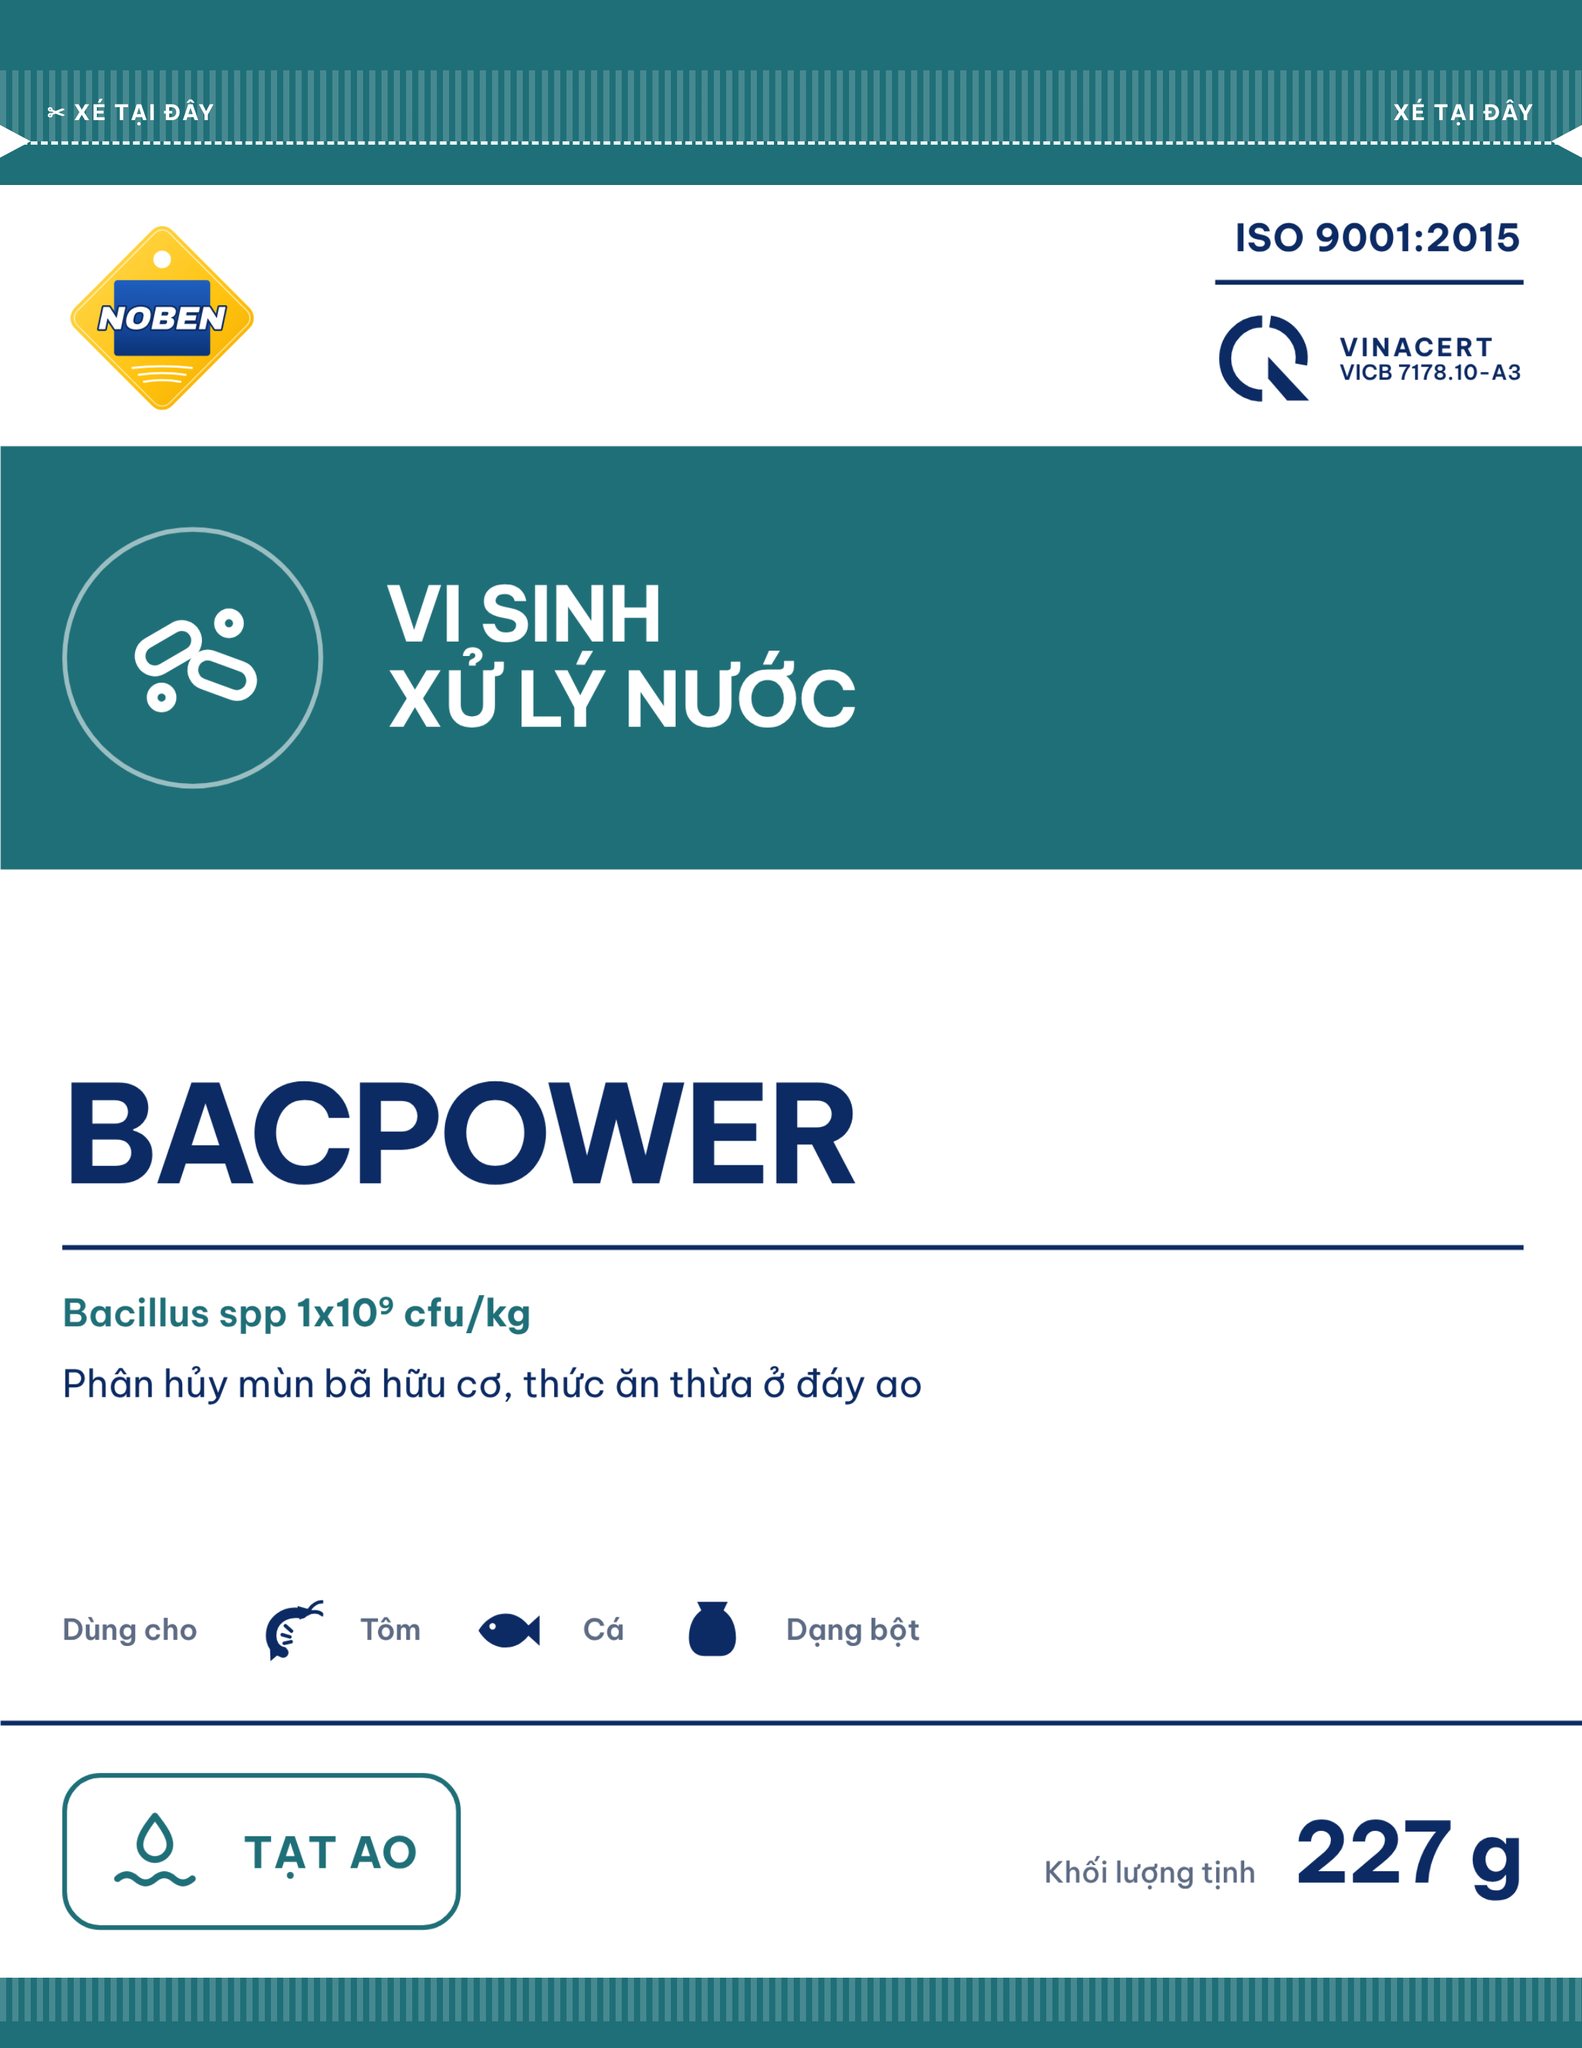 ✂ XÉ TẠI ĐÂY
XÉ TẠI ĐÂY
NOBEN
ISO 9001:2015
VINACERT
VICB 7178.10-A3
VI SINH
XỬ LÝ NƯỚC
BACPOWER
Bacillus spp 1x10⁹ cfu/kg
Phân hủy mùn bã hữu cơ, thức ăn thừa ở đáy ao
Dùng cho Tôm Cá Dạng bột
TẠT AO
Khối lượng tịnh 227 g